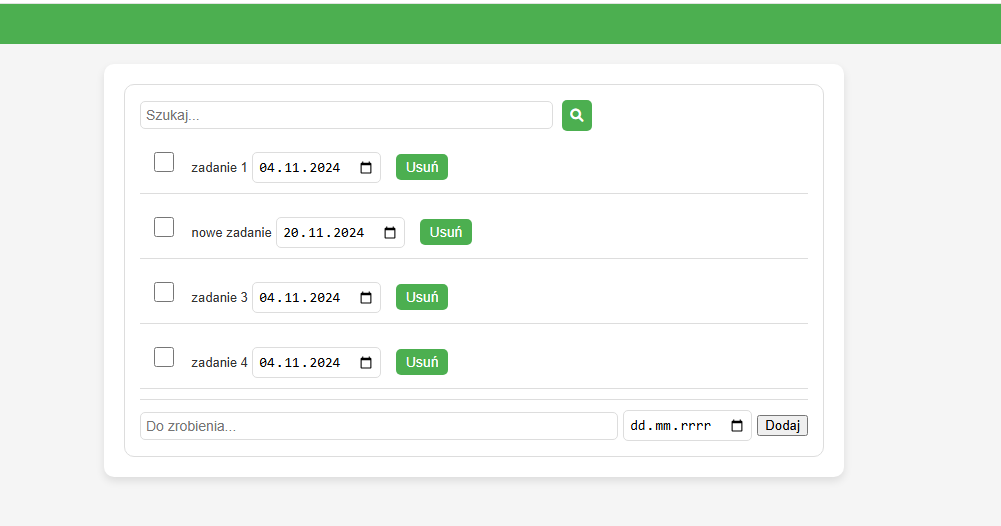 Szukaj...
zadanie 1 04.11.2024 Usuń
nowe zadanie 20.11.2024 Usuń
zadanie 3 04.11.2024 Usuń
zadanie 4 04.11.2024 Usuń
Do zrobienia... dd.mm.rrrr Dodaj